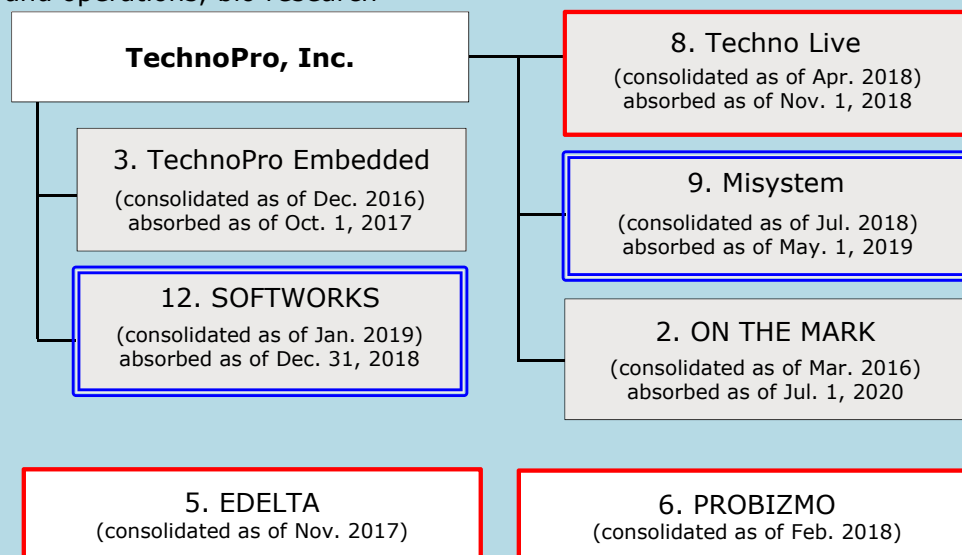 and operations, bio research
TechnoPro, Inc.
3. TechnoPro Embedded
(consolidated as of Dec. 2016)
absorbed as of Oct. 1, 2017
12. SOFTWORKS
(consolidated as of Jan. 2019)
absorbed as of Dec. 31, 2018
8. Techno Live
(consolidated as of Apr. 2018)
absorbed as of Nov. 1, 2018
9. Misystem
(consolidated as of Jul. 2018)
absorbed as of May. 1, 2019
2. ON THE MARK
(consolidated as of Mar. 2016)
absorbed as of Jul. 1, 2020
5. EDELTA
(consolidated as of Nov. 2017)
6. PROBIZMO
(consolidated as of Feb. 2018)